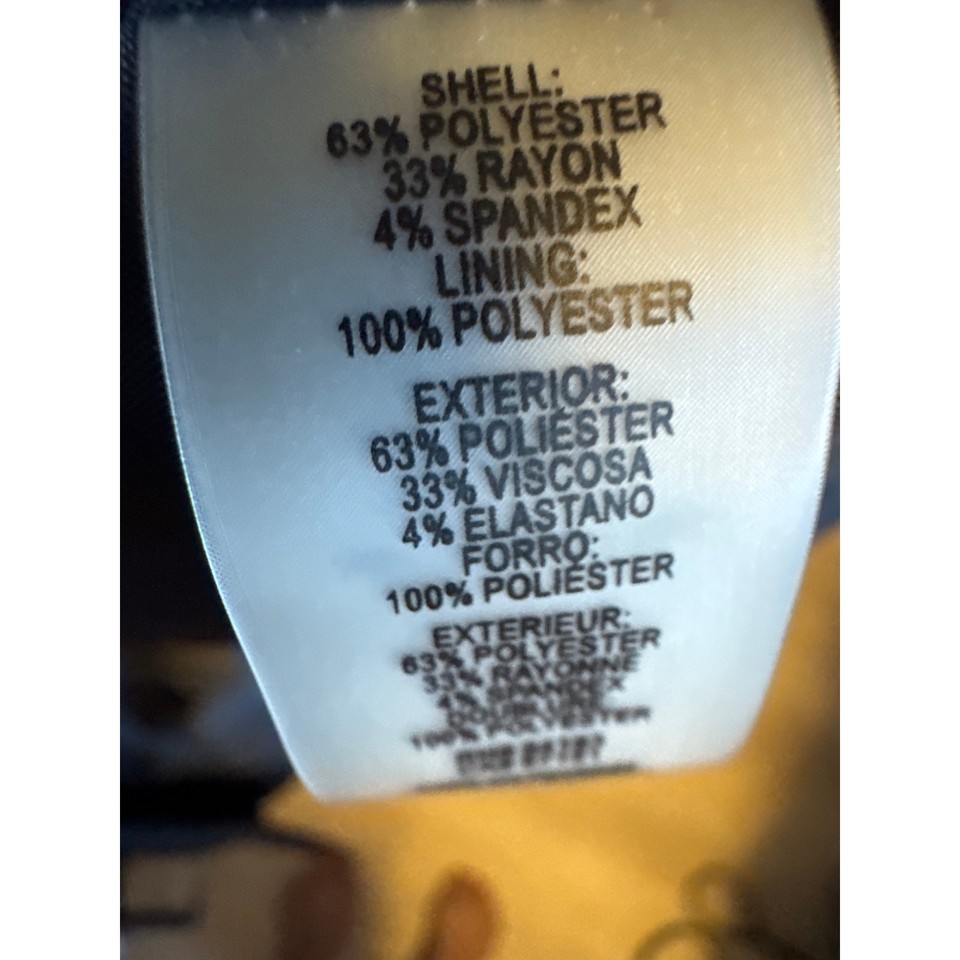 SHELL:
63% POLYESTER
33% RAYON
4% SPANDEX
LINING:
100% POLYESTER
EXTERIOR:
63% POLIÉSTER
33% VISCOSA
4% ELASTANO
FORRO:
100% POLIÉSTER
EXTERIEUR:
63% POLYESTER
33% RAYONNE
4% SPANDEX
100% POLYESTER